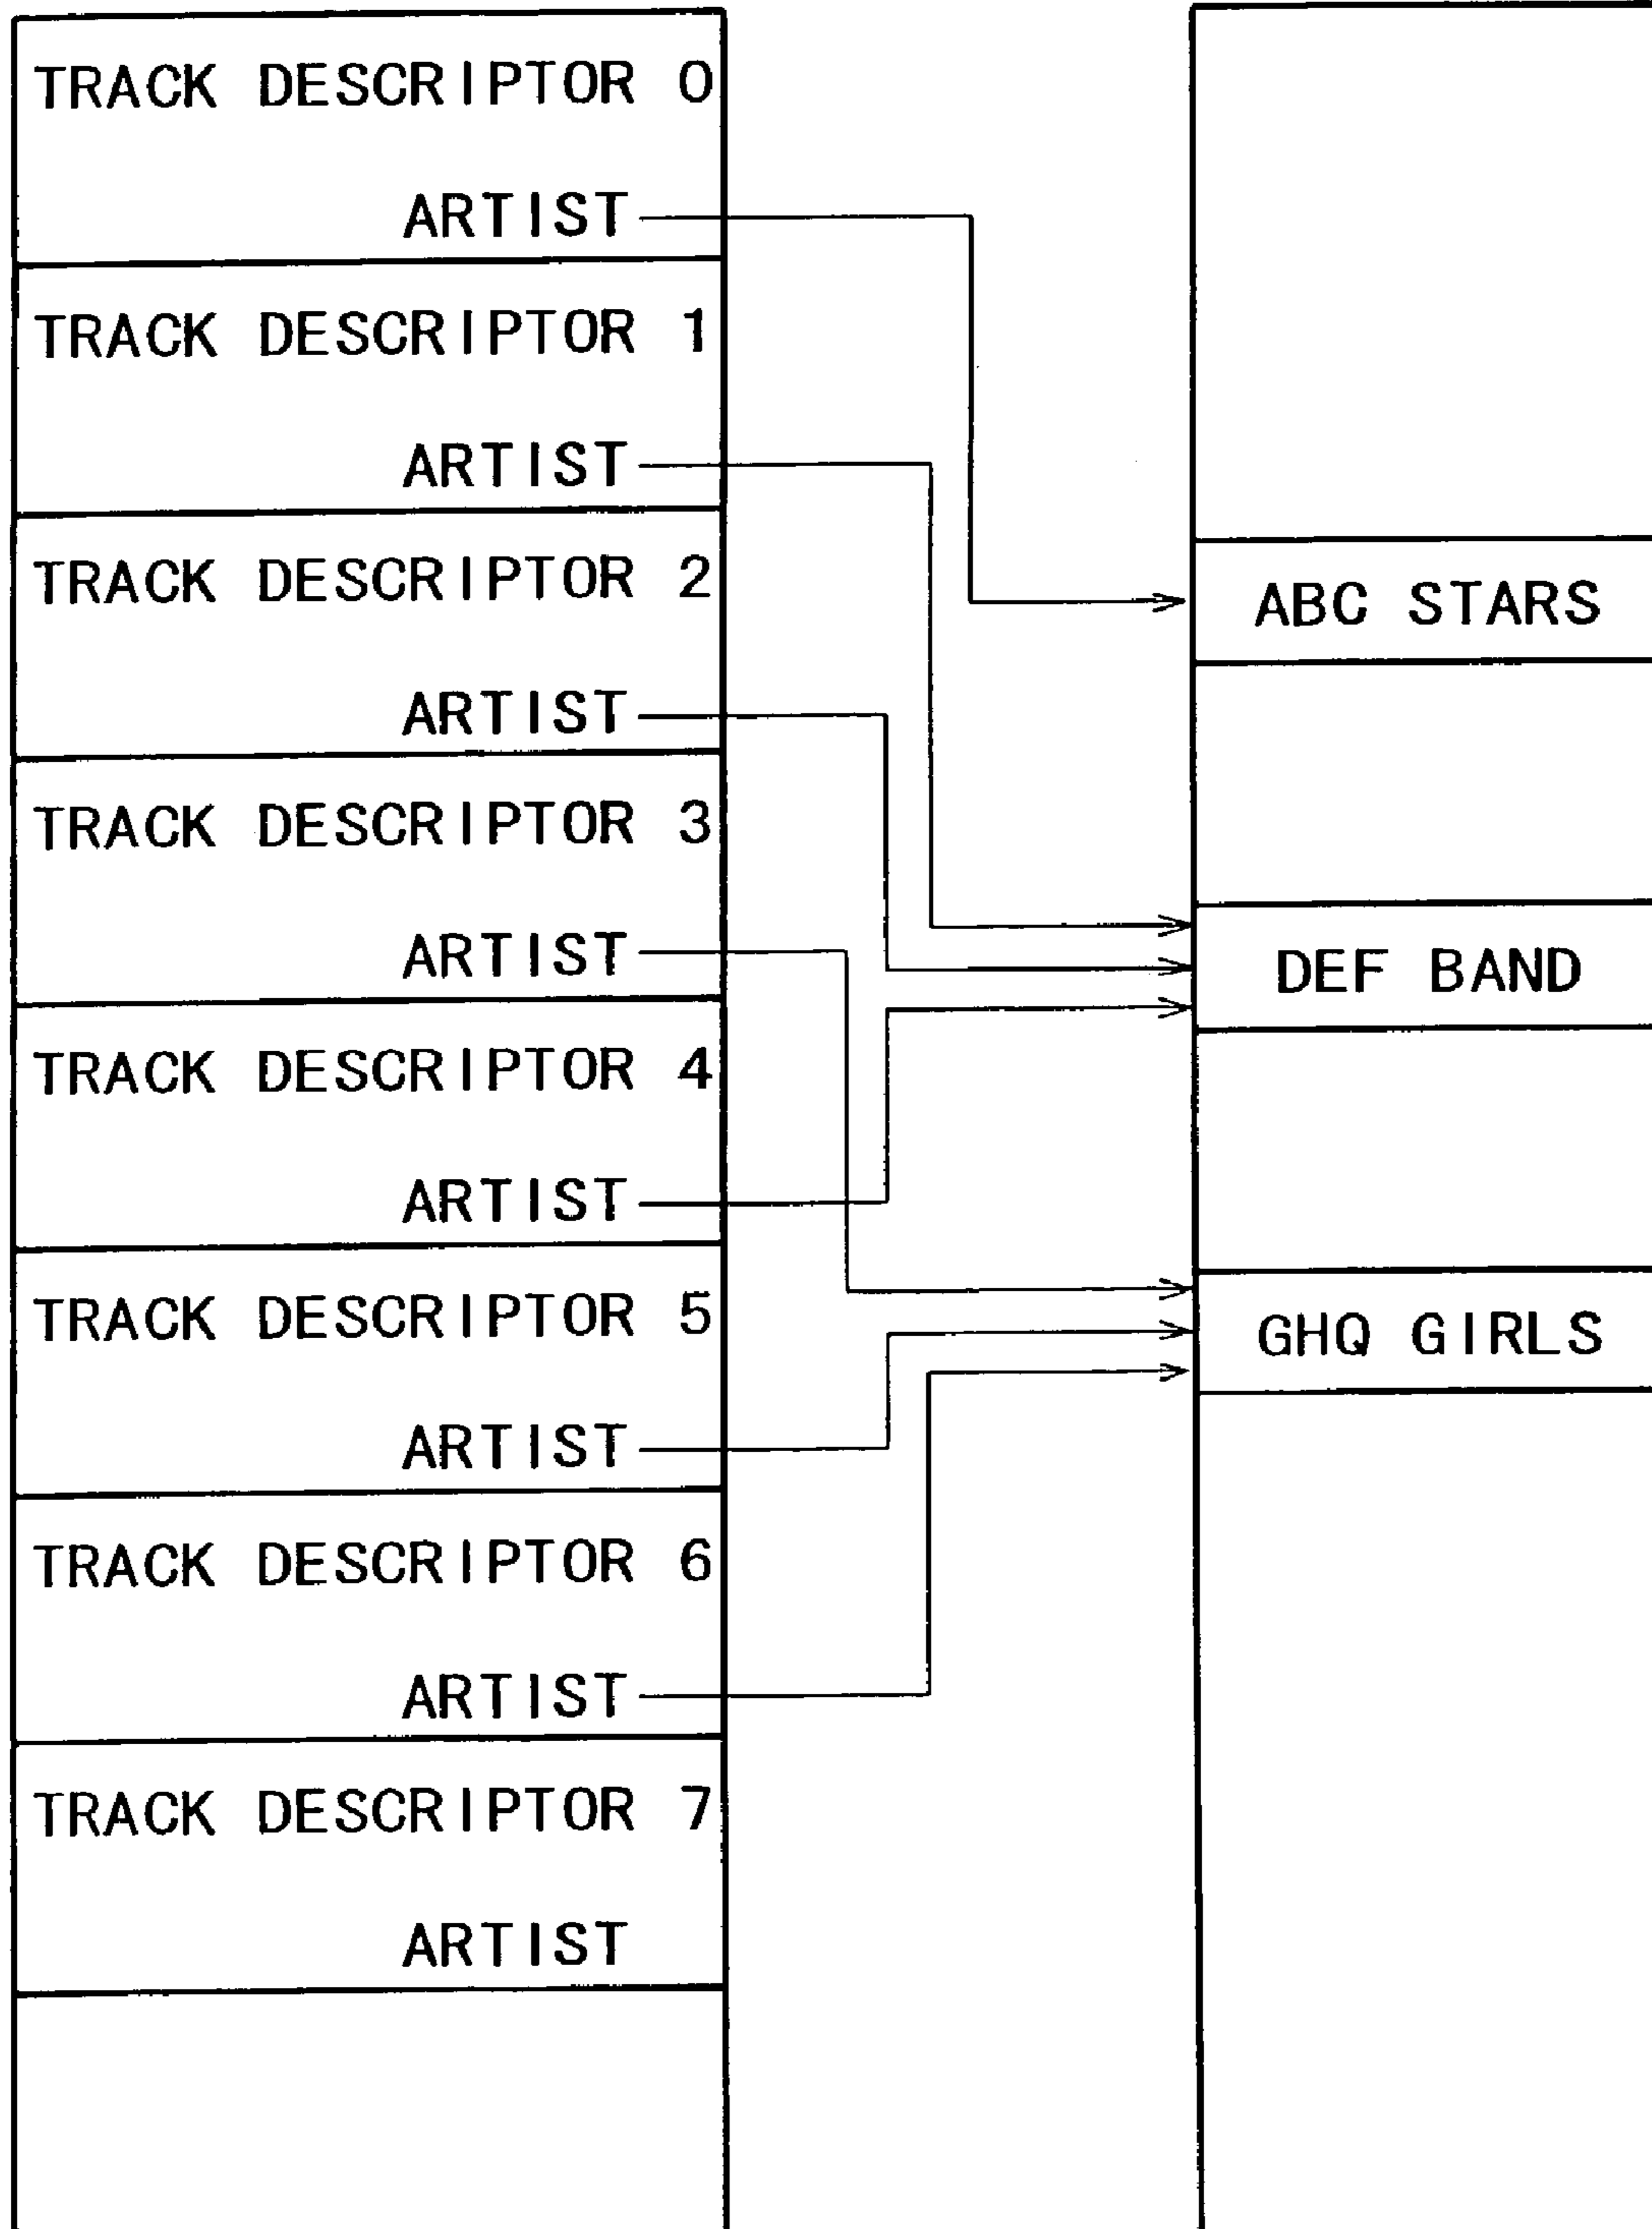 TRACK DESCRIPTOR 0
ARTIST
TRACK DESCRIPTOR 1
ARTIST
TRACK DESCRIPTOR 2
ARTIST
TRACK DESCRIPTOR 3
ARTIST
TRACK DESCRIPTOR 4
ARTIST
TRACK DESCRIPTOR 5
ARTIST
TRACK DESCRIPTOR 6
ARTIST
TRACK DESCRIPTOR 7
ARTIST
ABC STARS
DEF BAND
GHQ GIRLS